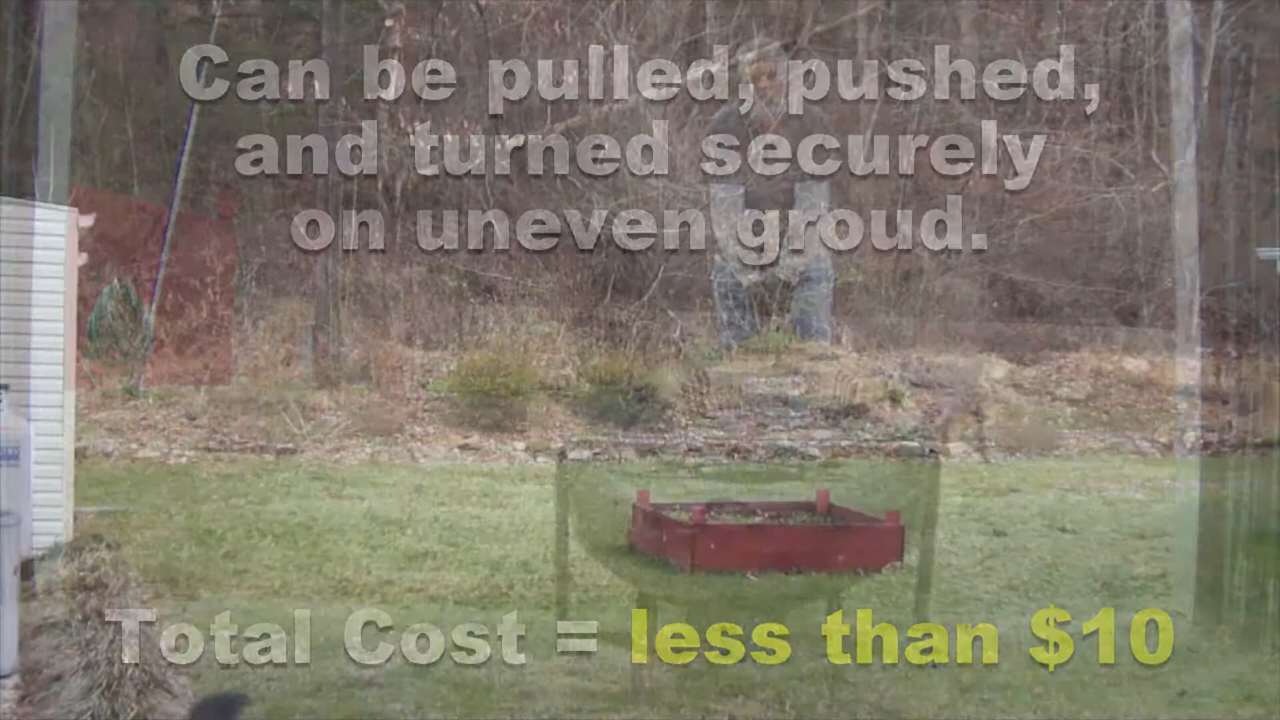 Can be pulled, pushed,
and turned securely
on uneven groud.
Total Cost = less than $10